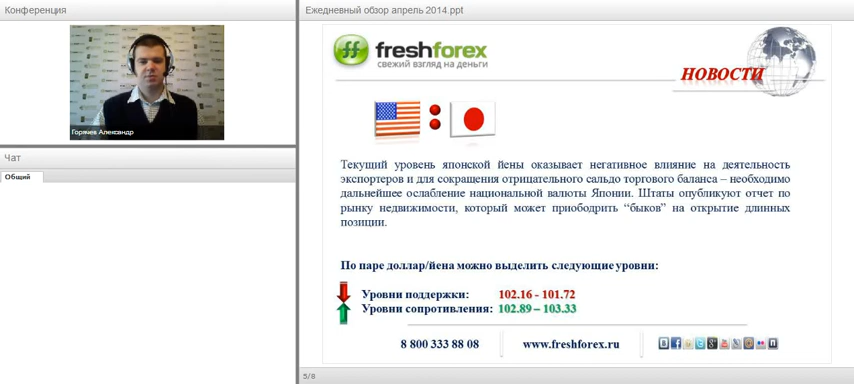 Конференция
Горячев Александр
Чат
Общий
Ежедневный обзор апрель 2014.ppt
freshforex
свежий взгляд на деньги
НОВОСТИ
Текущий уровень японской йены оказывает негативное влияние на деятельность
экспортеров и для сокращения отрицательного сальдо торгового баланса – необходимо
дальнейшее ослабление национальной валюты Японии. Штаты опубликуют отчет по
рынку недвижимости, который может приободрить “быков” на открытие длинных
позиции.
По паре доллар/йена можно выделить следующие уровни:
Уровни поддержки: 102.16 - 101.72
Уровни сопротивления: 102.89 – 103.33
8 800 333 88 08
www.freshforex.ru
5/8